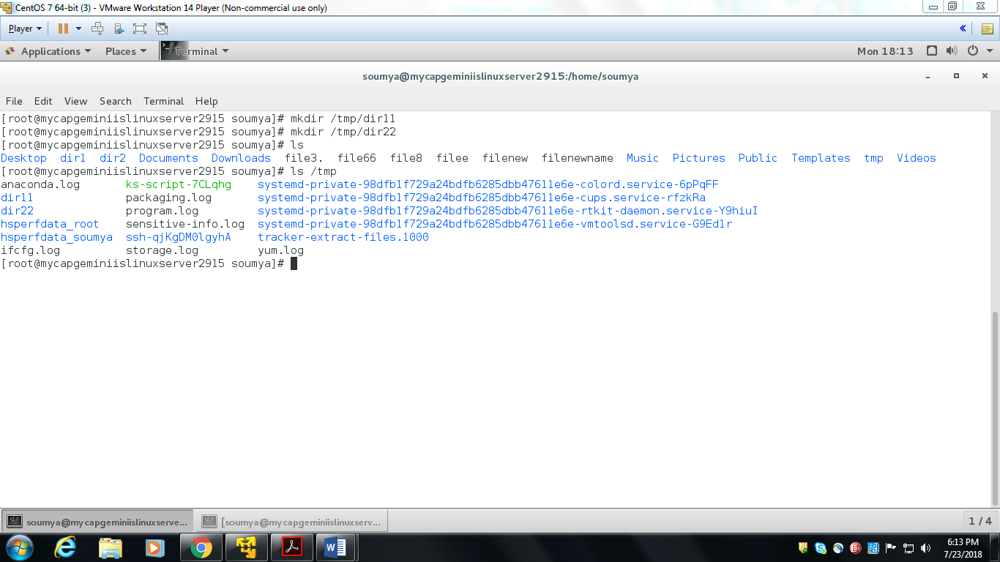 CentOS 7 64-bit (3) - VMware Workstation 14 Player (Non-commercial use only)
Player
Applications Places Terminal Mon 18:13
soumya@mycapgeminiislinuxserver2915:/home/soumya
File Edit View Search Terminal Help
[root@mycapgeminiislinuxserver2915 soumya]# mkdir /tmp/dir11
[root@mycapgeminiislinuxserver2915 soumya]# mkdir /tmp/dir22
[root@mycapgeminiislinuxserver2915 soumya]# ls
Desktop dir1 dir2 Documents Downloads file3. file66 file8 filee filenew filenewname Music Pictures Public Templates tmp Videos
[root@mycapgeminiislinuxserver2915 soumya]# ls /tmp
anaconda.log ks-script-7CLqhg systemd-private-98dfb1f729a24bdfb6285dbb47611e6e-colord.service-6pPqFF
dir11 packaging.log systemd-private-98dfb1f729a24bdfb6285dbb47611e6e-cups.service-rfzkRa
dir22 program.log systemd-private-98dfb1f729a24bdfb6285dbb47611e6e-rtkit-daemon.service-Y9hiuI
hsperfdata_root sensitive-info.log systemd-private-98dfb1f729a24bdfb6285dbb47611e6e-vmtoolsd.service-G9Ed1r
hsperfdata_soumya ssh-qjKgDM0lgyhA tracker-extract-files.1000
ifcfg.log storage.log yum.log
[root@mycapgeminiislinuxserver2915 soumya]#
soumya@mycapgeminiislinuxserve... [soumya@mycapgeminiislinuxserv... 1 / 4
6:13 PM
7/23/2018